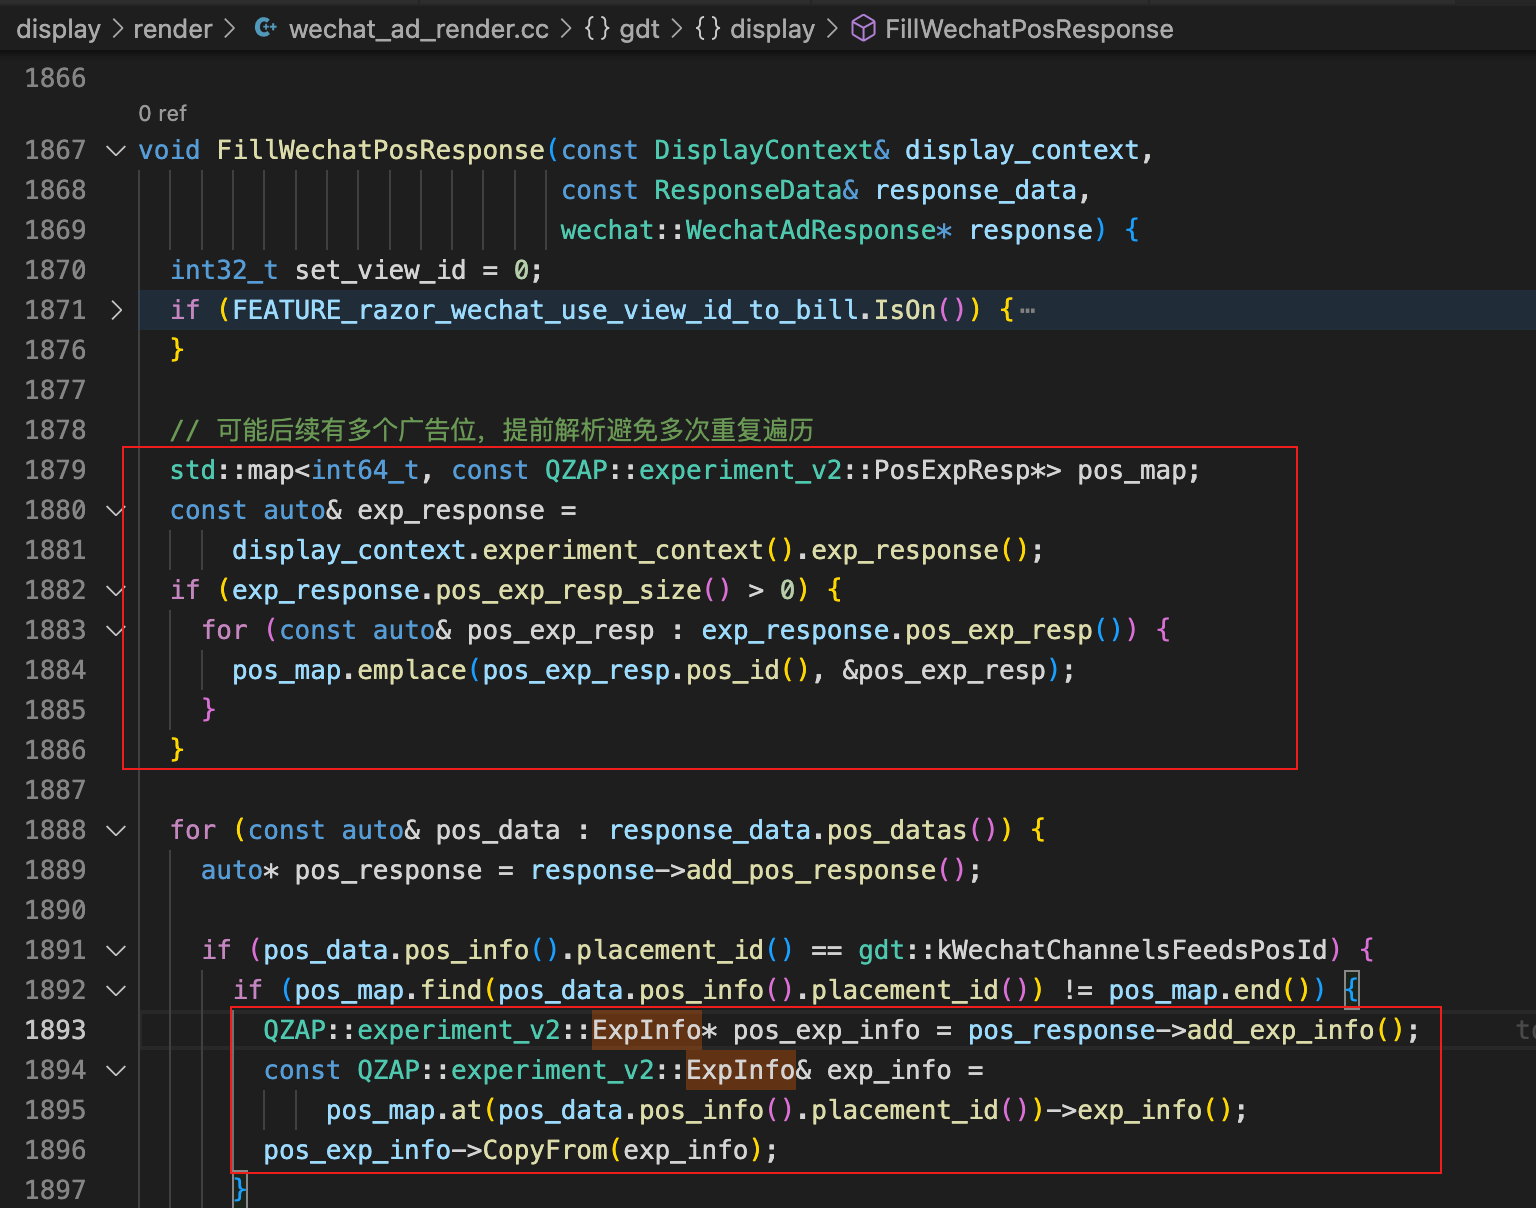 display > render > wechat_ad_render.cc > {} gdt > {} display > FillWechatPosResponse
1866
0 ref
1867 void FillWechatPosResponse(const DisplayContext& display_context,
1868 const ResponseData& response_data,
1869 wechat::WechatAdResponse* response) {
1870 int32_t set_view_id = 0;
1871 if (FEATURE_razor_wechat_use_view_id_to_bill.IsOn()) {⋯
1876 }
1877
1878 // 可能后续有多个广告位，提前解析避免多次重复遍历
1879 std::map<int64_t, const QZAP::experiment_v2::PosExpResp*> pos_map;
1880 const auto& exp_response =
1881 display_context.experiment_context().exp_response();
1882 if (exp_response.pos_exp_resp_size() > 0) {
1883 for (const auto& pos_exp_resp : exp_response.pos_exp_resp()) {
1884 pos_map.emplace(pos_exp_resp.pos_id(), &pos_exp_resp);
1885 }
1886 }
1887
1888 for (const auto& pos_data : response_data.pos_datas()) {
1889 auto* pos_response = response->add_pos_response();
1890
1891 if (pos_data.pos_info().placement_id() == gdt::kWechatChannelsFeedsPosId) {
1892 if (pos_map.find(pos_data.pos_info().placement_id()) != pos_map.end()) {
1893 QZAP::experiment_v2::ExpInfo* pos_exp_info = pos_response->add_exp_info();
1894 const QZAP::experiment_v2::ExpInfo& exp_info =
1895 pos_map.at(pos_data.pos_info().placement_id())->exp_info();
1896 pos_exp_info->CopyFrom(exp_info);
1897 }